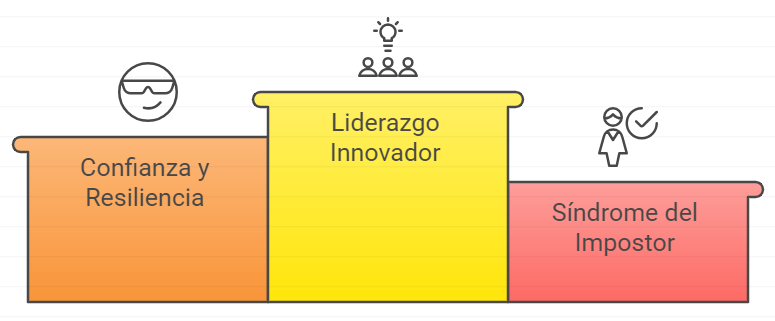 Confianza y
Resiliencia
Liderazgo
Innovador
Síndrome del
Impostor